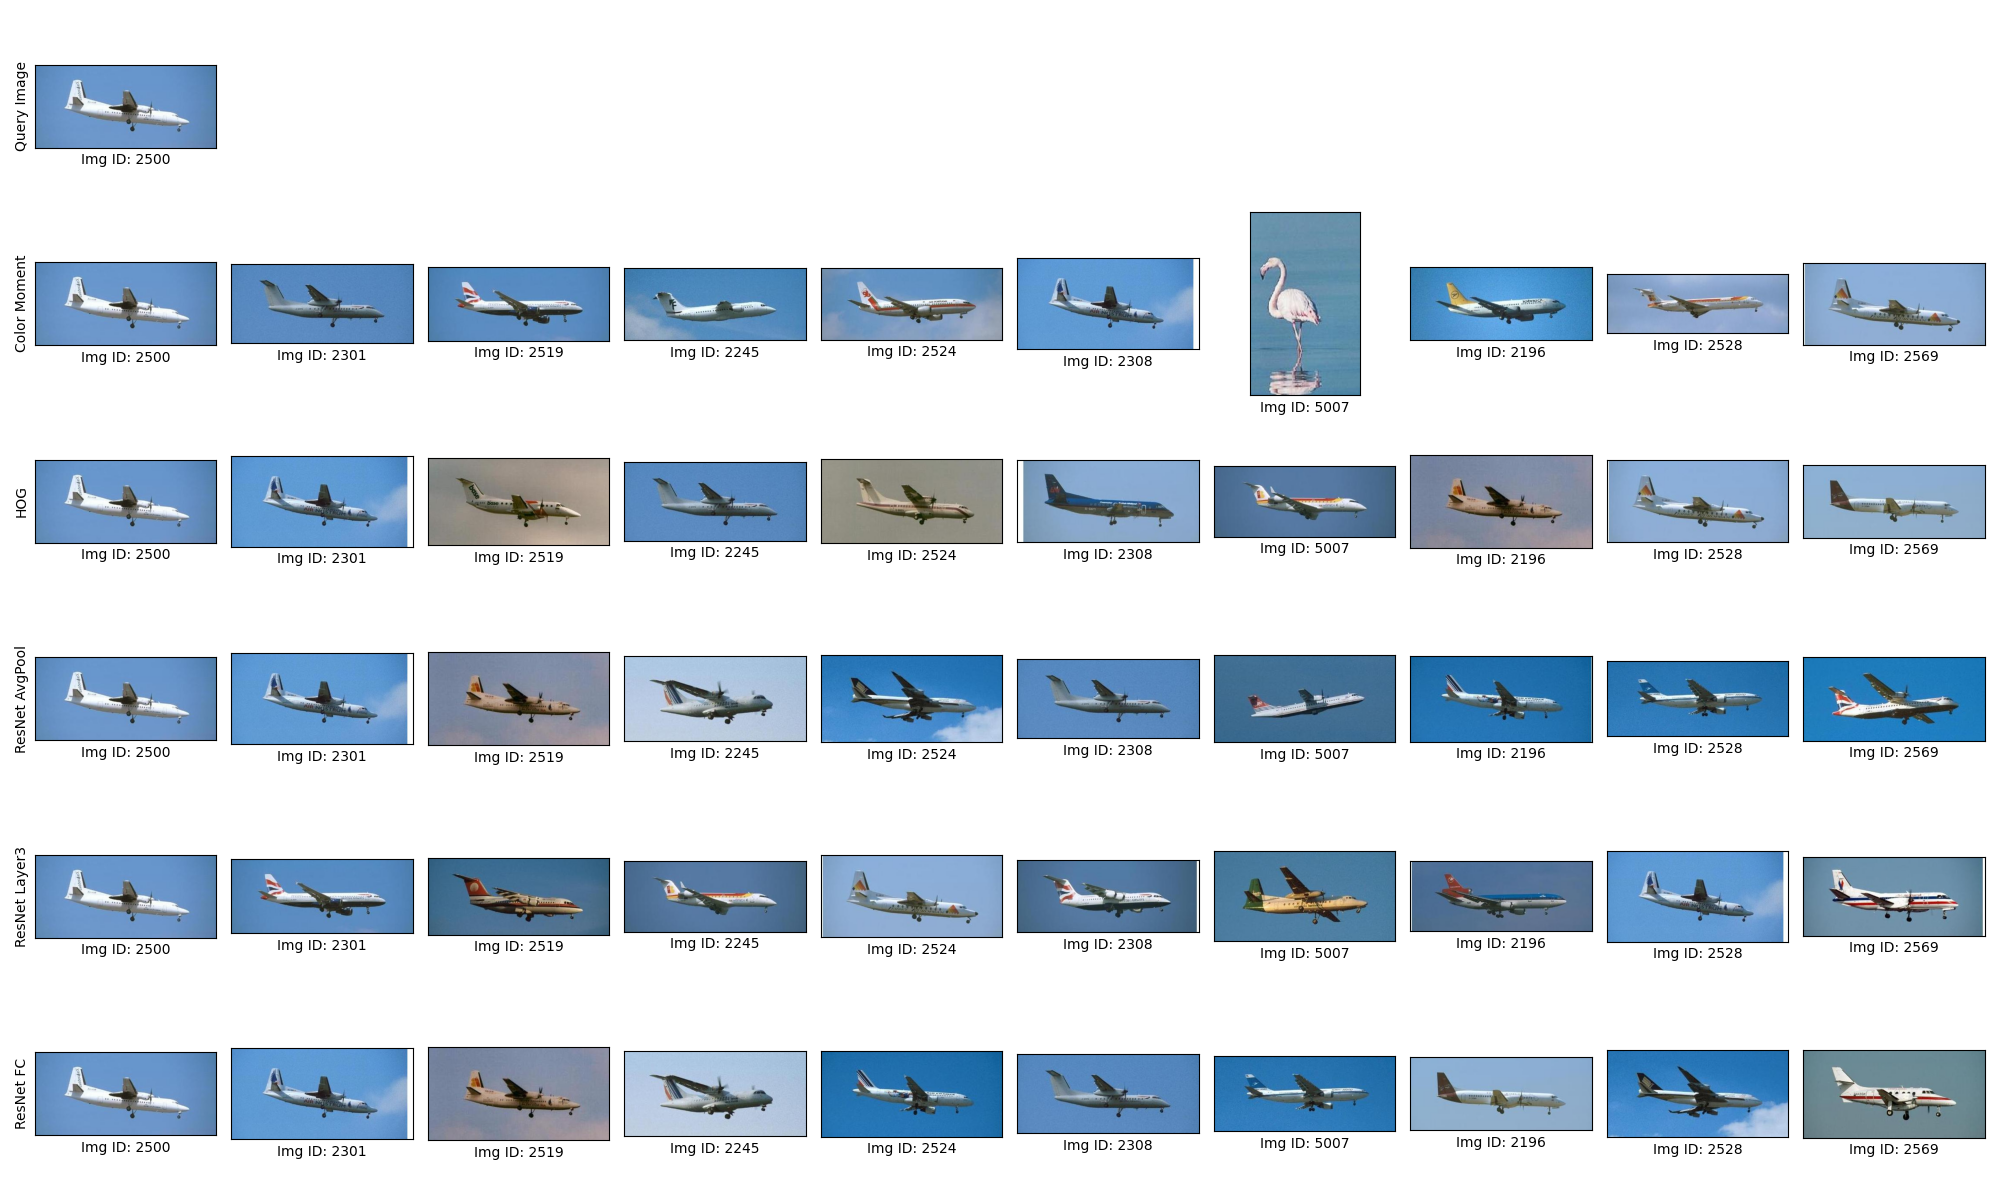 Query Image
Img ID: 2500
Color Moment
Img ID: 2500
Img ID: 2301
Img ID: 2519
Img ID: 2245
Img ID: 2524
Img ID: 2308
Img ID: 5007
Img ID: 2196
Img ID: 2528
Img ID: 2569
HOG
Img ID: 2500
Img ID: 2301
Img ID: 2519
Img ID: 2245
Img ID: 2524
Img ID: 2308
Img ID: 5007
Img ID: 2196
Img ID: 2528
Img ID: 2569
ResNet AvgPool
Img ID: 2500
Img ID: 2301
Img ID: 2519
Img ID: 2245
Img ID: 2524
Img ID: 2308
Img ID: 5007
Img ID: 2196
Img ID: 2528
Img ID: 2569
ResNet Layer3
Img ID: 2500
Img ID: 2301
Img ID: 2519
Img ID: 2245
Img ID: 2524
Img ID: 2308
Img ID: 5007
Img ID: 2196
Img ID: 2528
Img ID: 2569
ResNet FC
Img ID: 2500
Img ID: 2301
Img ID: 2519
Img ID: 2245
Img ID: 2524
Img ID: 2308
Img ID: 5007
Img ID: 2196
Img ID: 2528
Img ID: 2569